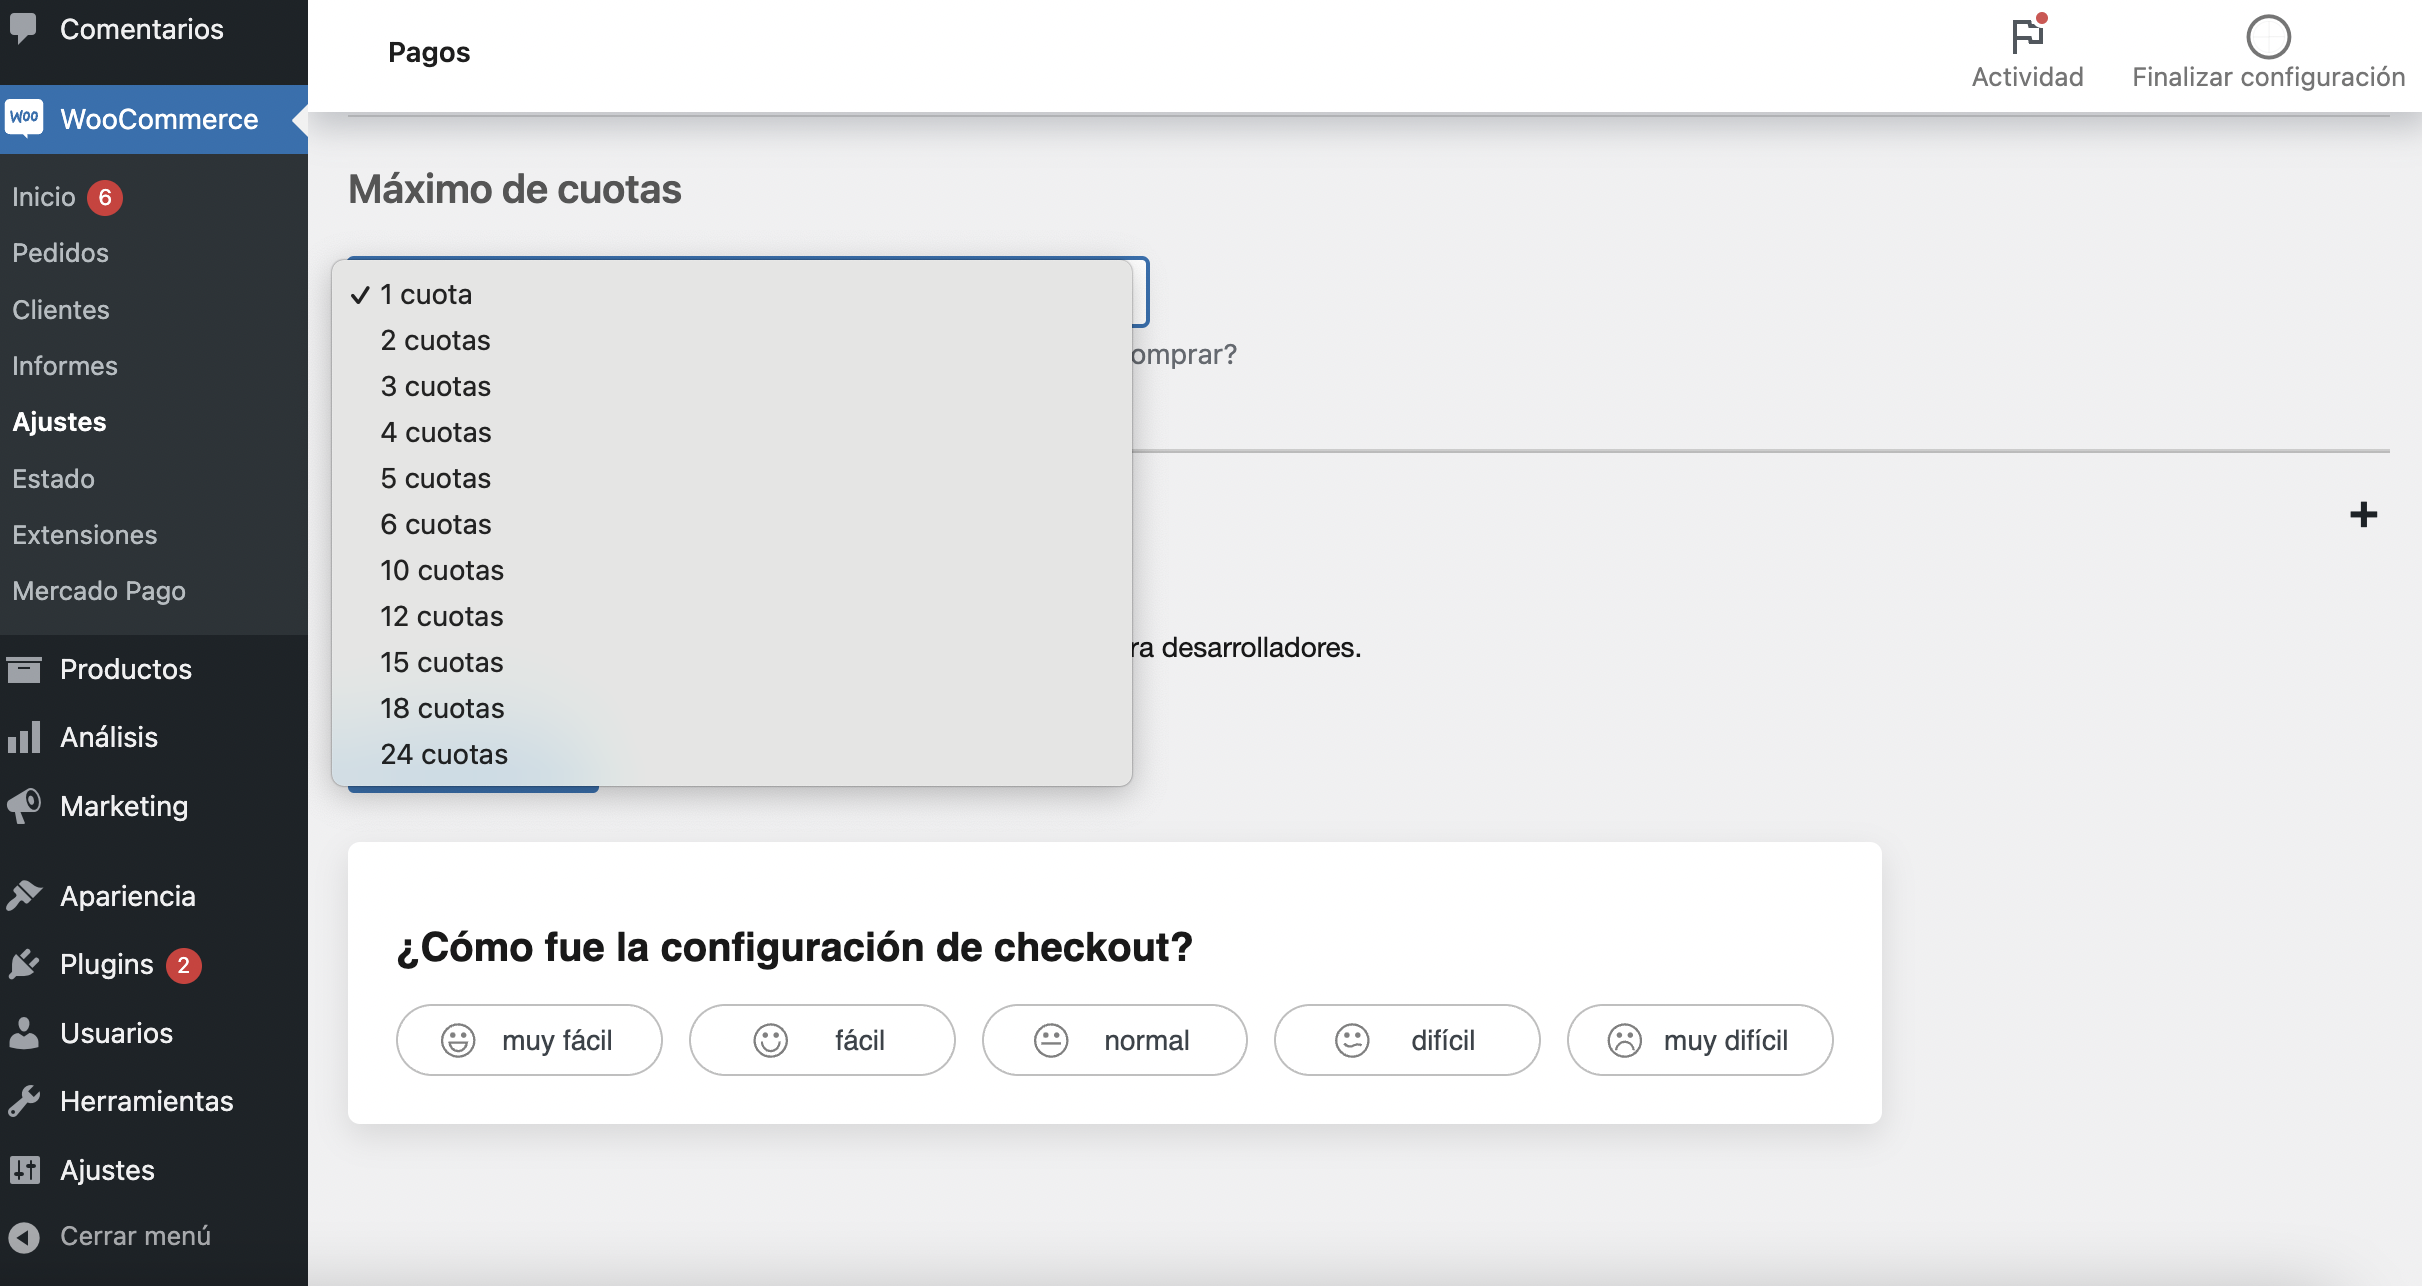 Comentarios
WooCommerce
Inicio 6
Pedidos
Clientes
Informes
Ajustes
Estado
Extensiones
Mercado Pago
Productos
Análisis
Marketing
Apariencia
Plugins 2
Usuarios
Herramientas
Ajustes
Cerrar menú
Pagos
Actividad
Finalizar configuración
Máximo de cuotas
✓ 1 cuota
2 cuotas
3 cuotas
4 cuotas
5 cuotas
6 cuotas
10 cuotas
12 cuotas
15 cuotas
18 cuotas
24 cuotas
omprar?
+
ra desarrolladores.
¿Cómo fue la configuración de checkout?
muy fácil
fácil
normal
difícil
muy difícil